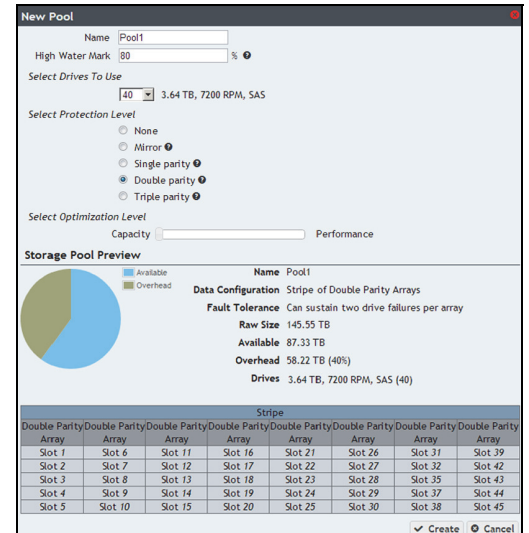 New Pool
Name Pool1
High Water Mark 80 %
Select Drives To Use
40 3.64 TB, 7200 RPM, SAS
Select Protection Level
None
Mirror
Single parity
Double parity
Triple parity
Select Optimization Level
Capacity Performance
Storage Pool Preview
Available
Overhead
Name Pool1
Data Configuration Stripe of Double Parity Arrays
Fault Tolerance Can sustain two drive failures per array
Raw Size 145.55 TB
Available 87.33 TB
Overhead 58.22 TB (40%)
Drives 3.64 TB, 7200 RPM, SAS (40)
Stripe
Double Parity Double Parity Double Parity Double Parity Double Parity Double Parity Double Parity Double Parity
Array Array Array Array Array Array Array Array
Slot 1 Slot 6 Slot 11 Slot 16 Slot 21 Slot 26 Slot 31 Slot 39
Slot 2 Slot 7 Slot 12 Slot 17 Slot 22 Slot 27 Slot 32 Slot 42
Slot 3 Slot 8 Slot 13 Slot 18 Slot 23 Slot 28 Slot 35 Slot 43
Slot 4 Slot 9 Slot 14 Slot 19 Slot 24 Slot 29 Slot 37 Slot 44
Slot 5 Slot 10 Slot 15 Slot 20 Slot 25 Slot 30 Slot 38 Slot 45
Create Cancel